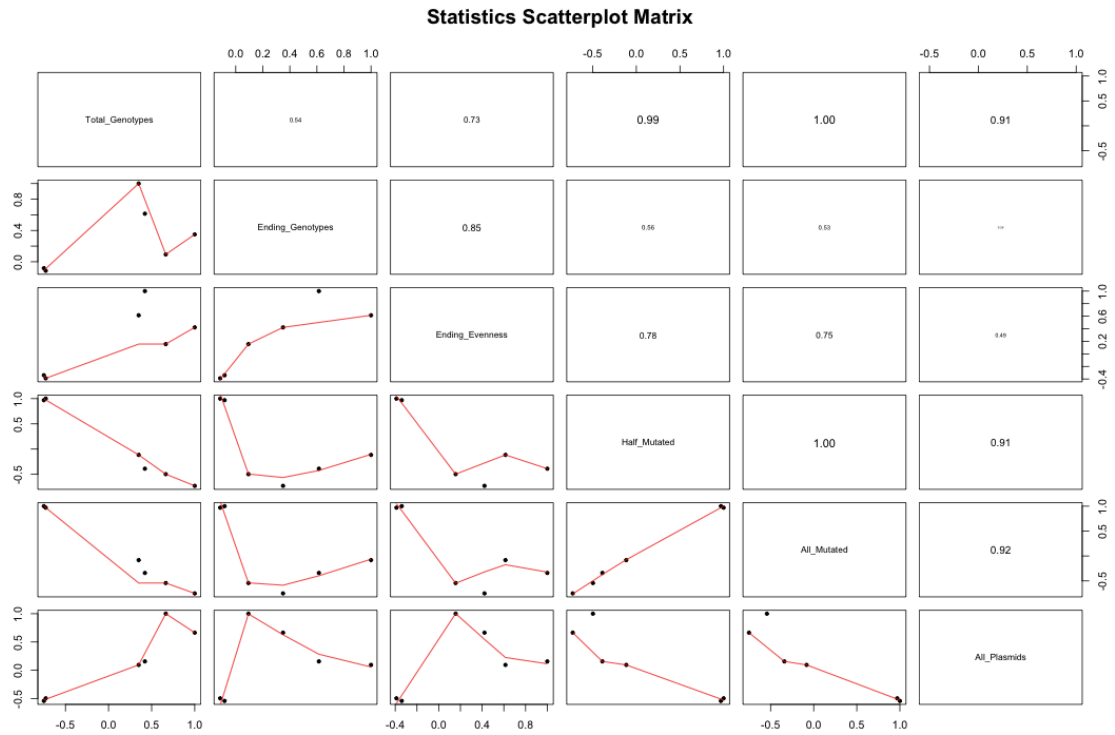 Statistics Scatterplot Matrix
0.0 0.2 0.4 0.6 0.8 1.0
-0.5 0.0 0.5 1.0
-0.5 0.0 0.5 1.0
Total_Genotypes
0.54
0.73
0.99
1.00
0.91
-0.5 0.5 1.0
0.0 0.4 0.8
Ending_Genotypes
0.85
0.56
0.53
Ending_Evenness
0.78
0.75
0.49
-0.4 0.2 0.6 1.0
-0.5 0.5 1.0
Half_Mutated
1.00
0.91
All_Mutated
0.92
-0.5 0.5 1.0
-0.5 0.0 0.5 1.0
All_Plasmids
-0.5 0.0 0.5 1.0
-0.4 0.0 0.4 0.8
-0.5 0.0 0.5 1.0